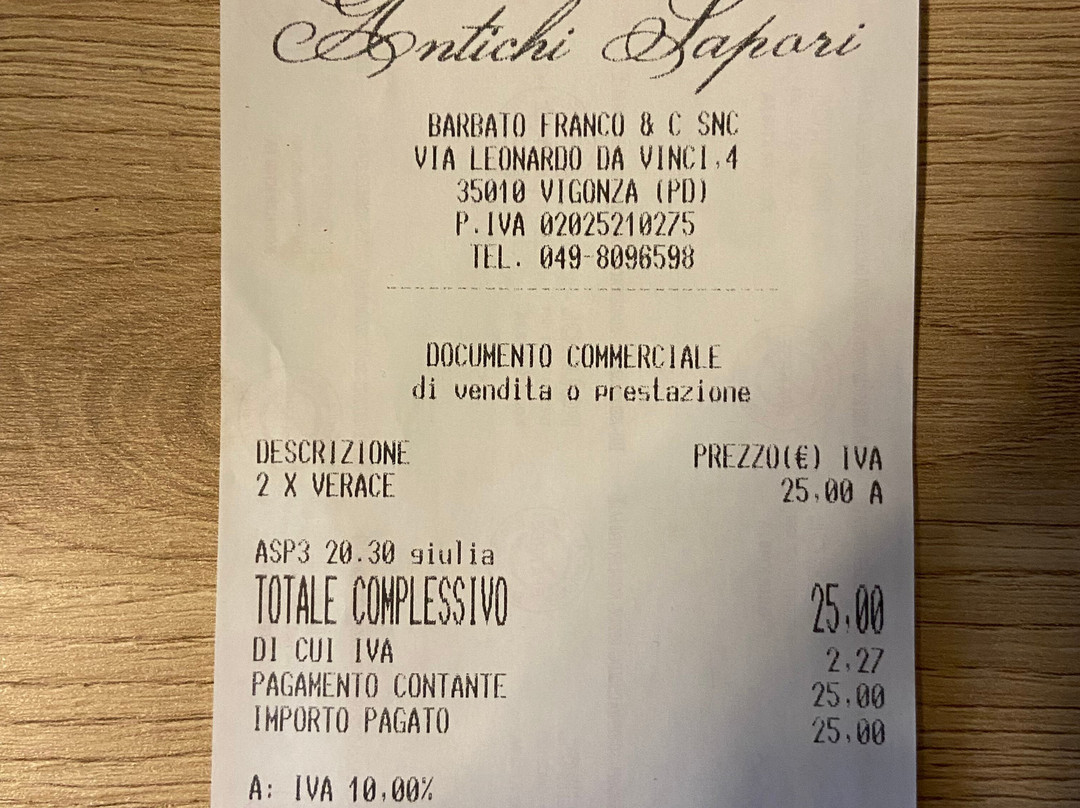 Antichi Sapori
BARBATO FRANCO & C SNC
VIA LEONARDO DA VINCI,4
35010 VIGONZA (PD)
P.IVA 02025210275
TEL. 049-8096598
DOCUMENTO COMMERCIALE
di vendita o prestazione
DESCRIZIONE PREZZO(€) IVA
2 X VERACE 25,00 A
ASP3 20.30 giulia
TOTALE COMPLESSIVO 25,00
DI CUI IVA 2,27
PAGAMENTO CONTANTE 25,00
IMPORTO PAGATO 25,00
A: IVA 10,00%